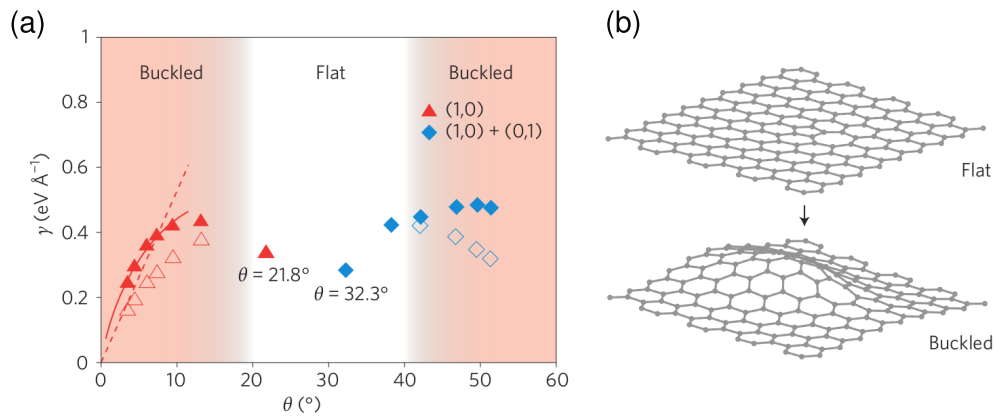 (a)
(b)
1
0.8
0.6
0.4
0.2
0
γ (eV Å⁻¹)
Buckled
Flat
Buckled
(1,0)
(1,0) + (0,1)
θ = 21.8°
θ = 32.3°
0
10
20
30
40
50
60
θ (°)
Flat
Buckled